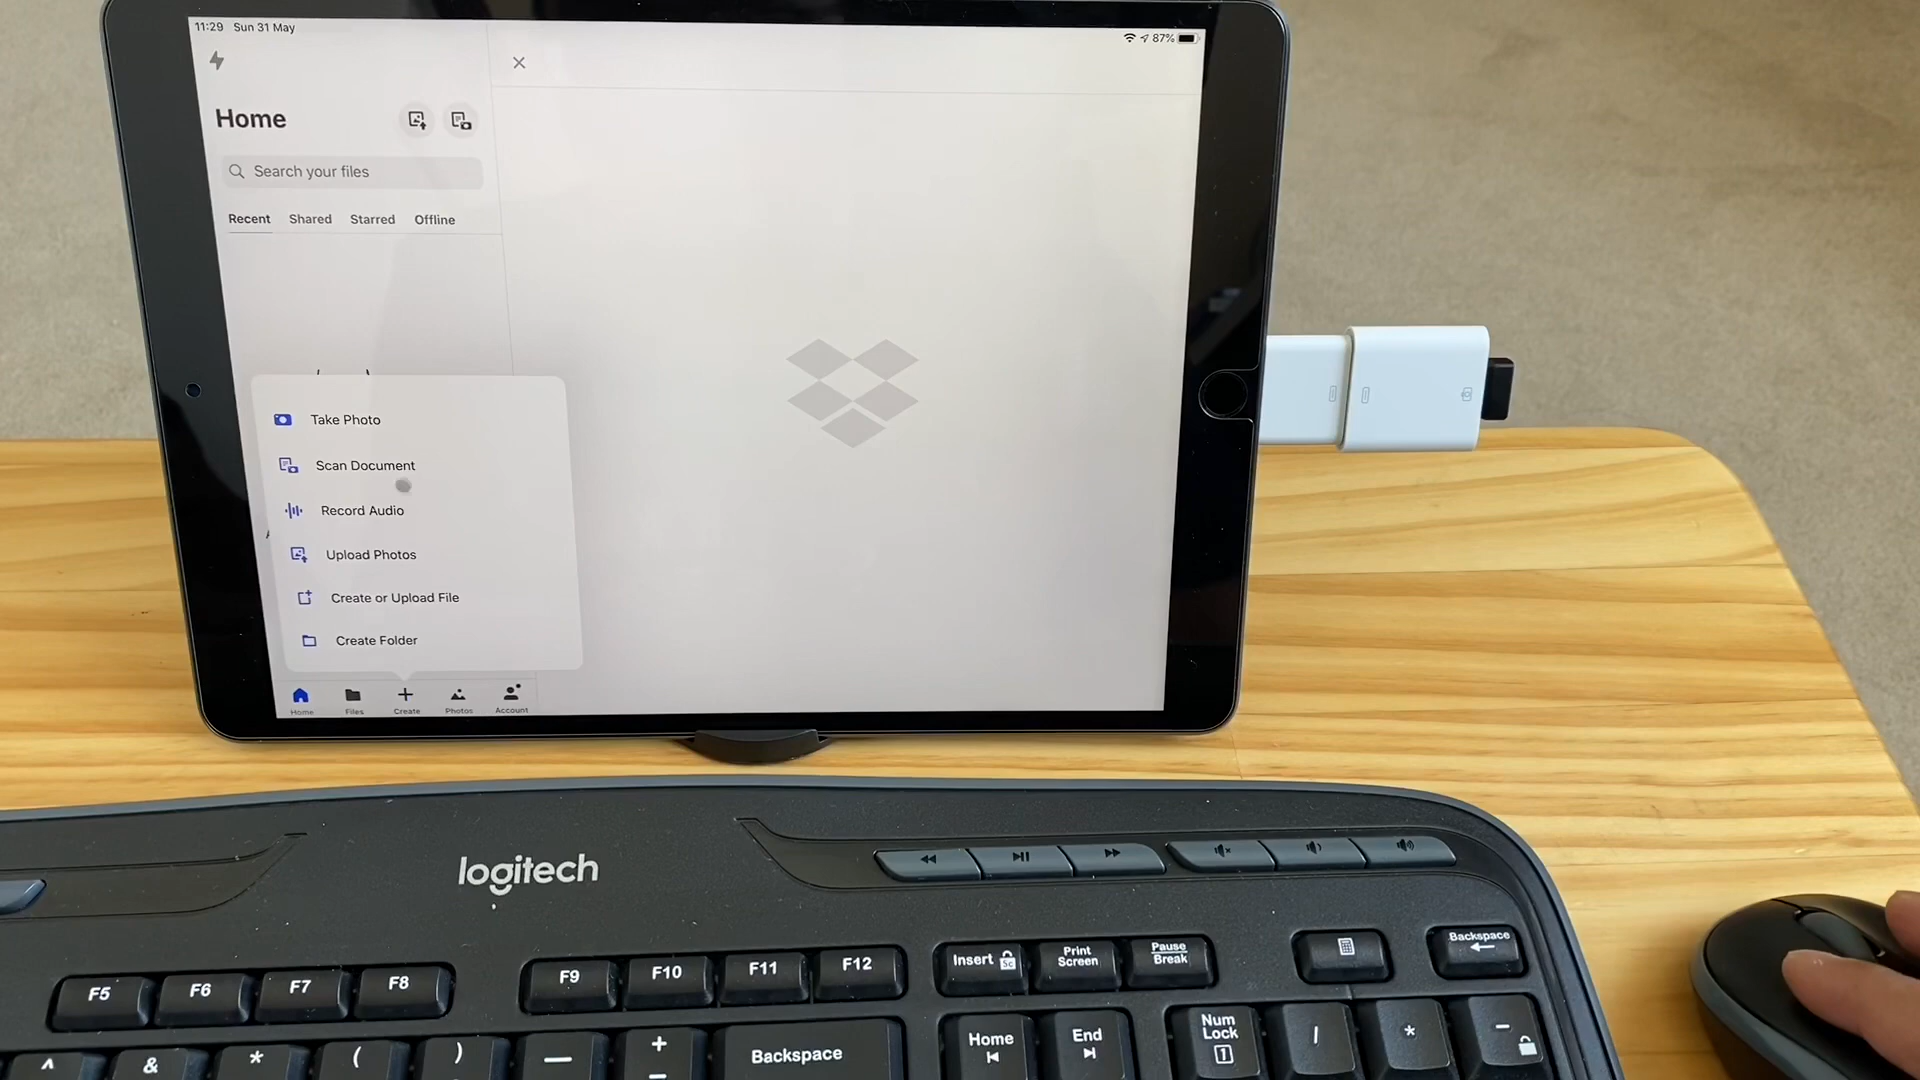 11:29 Sun 31 May
87%
Home
Search your files
Recent Shared Starred Offline
Take Photo
Scan Document
Record Audio
Upload Photos
Create or Upload File
Create Folder
Home Files Create Photos Account
logitech
F5 F6 F7 F8 F9 F10 F11 F12
Insert
Print Screen
Pause Break
Backspace
^ & * ( ) — + –
Backspace
Home
End
Num Lock
/ * –